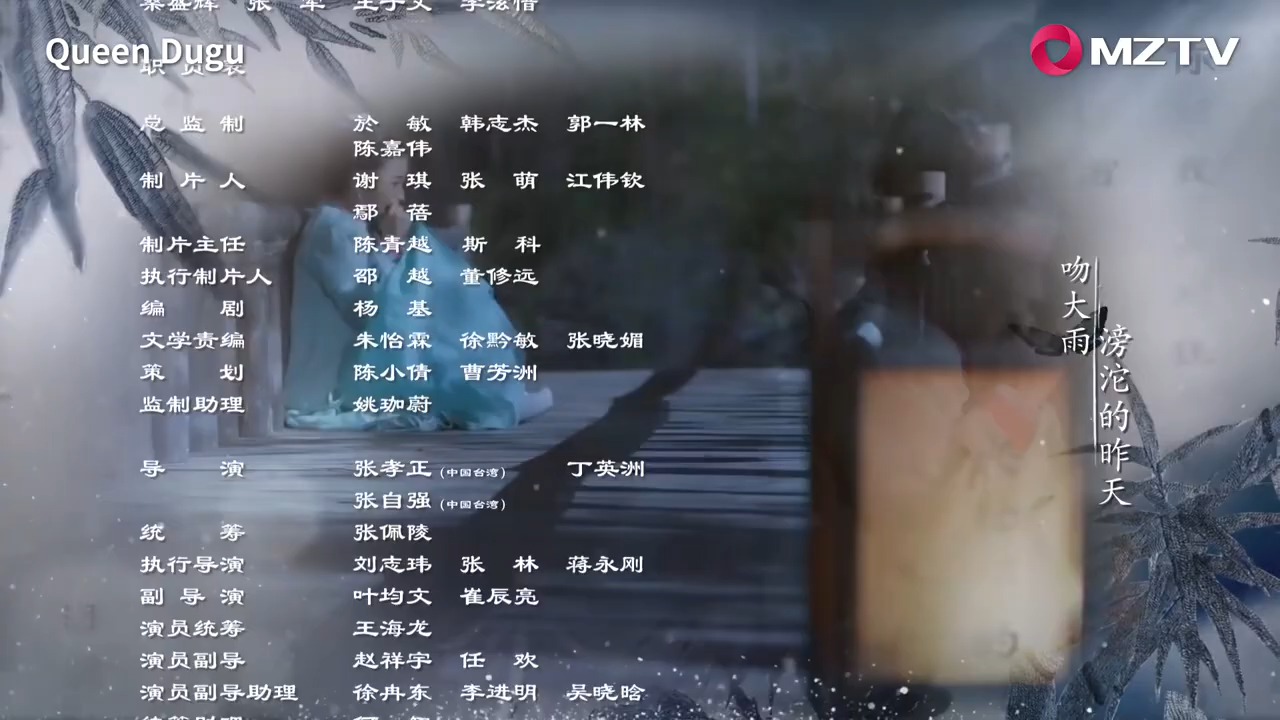 Queen Dugu
MZTV
职员表
总监制 於敏 韩志杰 郭一林
陈嘉伟
制片人 谢琪 张萌 江伟钦
鄢蓓
制片主任 陈青越 斯科
执行制片人 邵越 董修远
编剧 杨基
文学责编 朱怡霖 徐黔敏 张晓媚
策划 陈小倩 曹芳洲
监制助理 姚珈蔚
导演 张孝正(中国台湾) 丁英洲
张自强(中国台湾)
统筹 张佩陵
执行导演 刘志玮 张林 蒋永刚
副导演 叶均文 崔辰亮
演员统筹 王海龙
演员副导 赵祥宇 任欢
演员副导助理 徐冉东 李进明 吴晓晗
吻大雨
滂沱的昨天